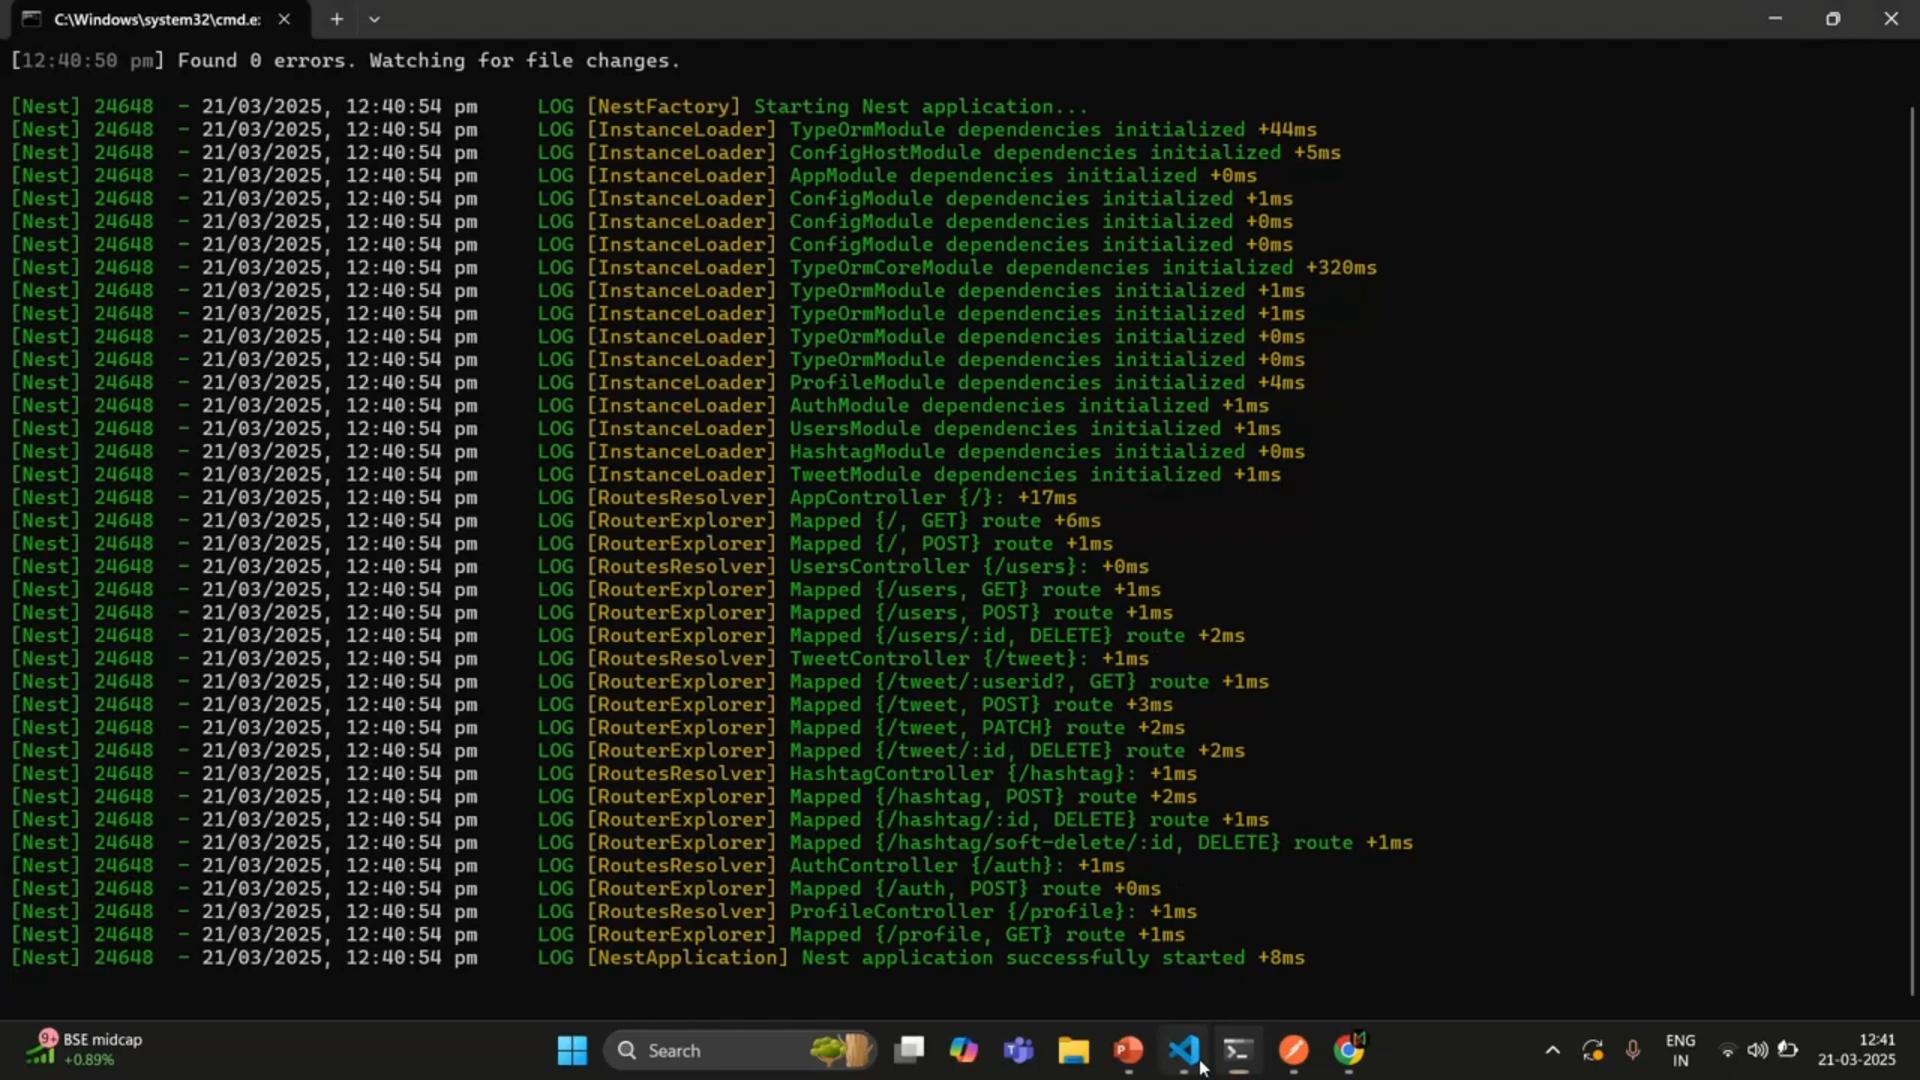 C:\Windows\system32\cmd.e:
[12:40:50 pm] Found 0 errors. Watching for file changes.
[Nest] 24648  - 21/03/2025, 12:40:54 pm     LOG [NestFactory] Starting Nest application...
[Nest] 24648  - 21/03/2025, 12:40:54 pm     LOG [InstanceLoader] TypeOrmModule dependencies initialized +44ms
[Nest] 24648  - 21/03/2025, 12:40:54 pm     LOG [InstanceLoader] ConfigHostModule dependencies initialized +5ms
[Nest] 24648  - 21/03/2025, 12:40:54 pm     LOG [InstanceLoader] AppModule dependencies initialized +0ms
[Nest] 24648  - 21/03/2025, 12:40:54 pm     LOG [InstanceLoader] ConfigModule dependencies initialized +1ms
[Nest] 24648  - 21/03/2025, 12:40:54 pm     LOG [InstanceLoader] ConfigModule dependencies initialized +0ms
[Nest] 24648  - 21/03/2025, 12:40:54 pm     LOG [InstanceLoader] ConfigModule dependencies initialized +0ms
[Nest] 24648  - 21/03/2025, 12:40:54 pm     LOG [InstanceLoader] TypeOrmCoreModule dependencies initialized +320ms
[Nest] 24648  - 21/03/2025, 12:40:54 pm     LOG [InstanceLoader] TypeOrmModule dependencies initialized +1ms
[Nest] 24648  - 21/03/2025, 12:40:54 pm     LOG [InstanceLoader] TypeOrmModule dependencies initialized +1ms
[Nest] 24648  - 21/03/2025, 12:40:54 pm     LOG [InstanceLoader] TypeOrmModule dependencies initialized +0ms
[Nest] 24648  - 21/03/2025, 12:40:54 pm     LOG [InstanceLoader] TypeOrmModule dependencies initialized +0ms
[Nest] 24648  - 21/03/2025, 12:40:54 pm     LOG [InstanceLoader] ProfileModule dependencies initialized +4ms
[Nest] 24648  - 21/03/2025, 12:40:54 pm     LOG [InstanceLoader] AuthModule dependencies initialized +1ms
[Nest] 24648  - 21/03/2025, 12:40:54 pm     LOG [InstanceLoader] UsersModule dependencies initialized +1ms
[Nest] 24648  - 21/03/2025, 12:40:54 pm     LOG [InstanceLoader] HashtagModule dependencies initialized +0ms
[Nest] 24648  - 21/03/2025, 12:40:54 pm     LOG [InstanceLoader] TweetModule dependencies initialized +1ms
[Nest] 24648  - 21/03/2025, 12:40:54 pm     LOG [RoutesResolver] AppController {/}: +17ms
[Nest] 24648  - 21/03/2025, 12:40:54 pm     LOG [RouterExplorer] Mapped {/, GET} route +6ms
[Nest] 24648  - 21/03/2025, 12:40:54 pm     LOG [RouterExplorer] Mapped {/, POST} route +1ms
[Nest] 24648  - 21/03/2025, 12:40:54 pm     LOG [RoutesResolver] UsersController {/users}: +0ms
[Nest] 24648  - 21/03/2025, 12:40:54 pm     LOG [RouterExplorer] Mapped {/users, GET} route +1ms
[Nest] 24648  - 21/03/2025, 12:40:54 pm     LOG [RouterExplorer] Mapped {/users, POST} route +1ms
[Nest] 24648  - 21/03/2025, 12:40:54 pm     LOG [RouterExplorer] Mapped {/users/:id, DELETE} route +2ms
[Nest] 24648  - 21/03/2025, 12:40:54 pm     LOG [RoutesResolver] TweetController {/tweet}: +1ms
[Nest] 24648  - 21/03/2025, 12:40:54 pm     LOG [RouterExplorer] Mapped {/tweet/:userid?, GET} route +1ms
[Nest] 24648  - 21/03/2025, 12:40:54 pm     LOG [RouterExplorer] Mapped {/tweet, POST} route +3ms
[Nest] 24648  - 21/03/2025, 12:40:54 pm     LOG [RouterExplorer] Mapped {/tweet, PATCH} route +2ms
[Nest] 24648  - 21/03/2025, 12:40:54 pm     LOG [RouterExplorer] Mapped {/tweet/:id, DELETE} route +2ms
[Nest] 24648  - 21/03/2025, 12:40:54 pm     LOG [RoutesResolver] HashtagController {/hashtag}: +1ms
[Nest] 24648  - 21/03/2025, 12:40:54 pm     LOG [RouterExplorer] Mapped {/hashtag, POST} route +2ms
[Nest] 24648  - 21/03/2025, 12:40:54 pm     LOG [RouterExplorer] Mapped {/hashtag/:id, DELETE} route +1ms
[Nest] 24648  - 21/03/2025, 12:40:54 pm     LOG [RouterExplorer] Mapped {/hashtag/soft-delete/:id, DELETE} route +1ms
[Nest] 24648  - 21/03/2025, 12:40:54 pm     LOG [RoutesResolver] AuthController {/auth}: +1ms
[Nest] 24648  - 21/03/2025, 12:40:54 pm     LOG [RouterExplorer] Mapped {/auth, POST} route +0ms
[Nest] 24648  - 21/03/2025, 12:40:54 pm     LOG [RoutesResolver] ProfileController {/profile}: +1ms
[Nest] 24648  - 21/03/2025, 12:40:54 pm     LOG [RouterExplorer] Mapped {/profile, GET} route +1ms
[Nest] 24648  - 21/03/2025, 12:40:54 pm     LOG [NestApplication] Nest application successfully started +8ms
9+
BSE midcap
+0.89%
Search
ENG
IN
12:41
21-03-2025